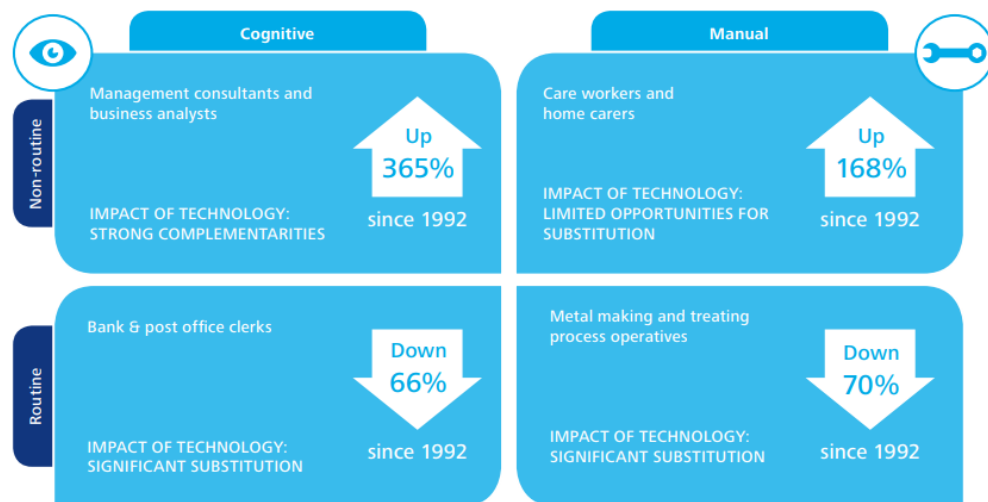 Cognitive
Manual
Non-routine
Management consultants and
business analysts
Up
365%
since 1992
IMPACT OF TECHNOLOGY:
STRONG COMPLEMENTARITIES
Care workers and
home carers
Up
168%
since 1992
IMPACT OF TECHNOLOGY:
LIMITED OPPORTUNITIES FOR
SUBSTITUTION
Routine
Bank & post office clerks
Down
66%
since 1992
IMPACT OF TECHNOLOGY:
SIGNIFICANT SUBSTITUTION
Metal making and treating
process operatives
Down
70%
since 1992
IMPACT OF TECHNOLOGY:
SIGNIFICANT SUBSTITUTION